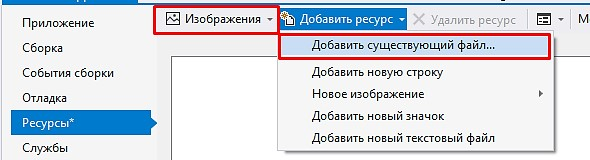 Приложение
Сборка
События сборки
Отладка
Ресурсы*
Службы
Изображения
Добавить ресурс
Удалить ресурс
М
Добавить существующий файл...
Добавить новую строку
Новое изображение
Добавить новый значок
Добавить новый текстовый файл